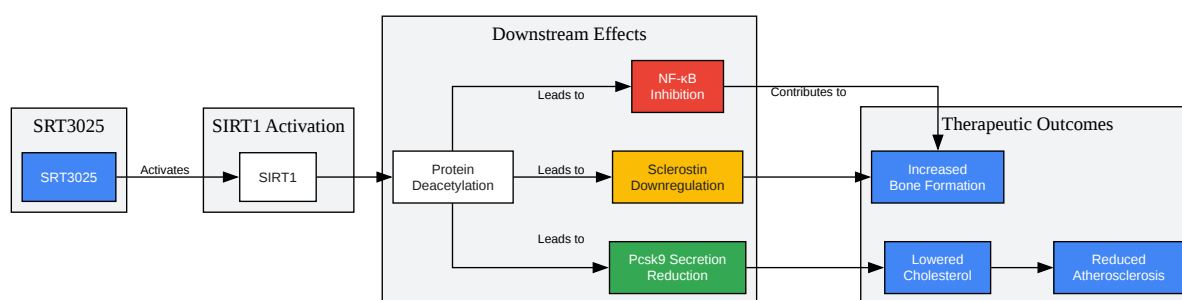 Downstream Effects
NF-κB
Inhibition
Leads to
Contributes to
SRT3025
SIRT1 Activation
Therapeutic Outcomes
SRT3025
Activates
SIRT1
Protein
Deacetylation
Leads to
Sclerostin
Downregulation
Increased
Bone Formation
Leads to
Pcsk9 Secretion
Reduction
Lowered
Cholesterol
Reduced
Atherosclerosis